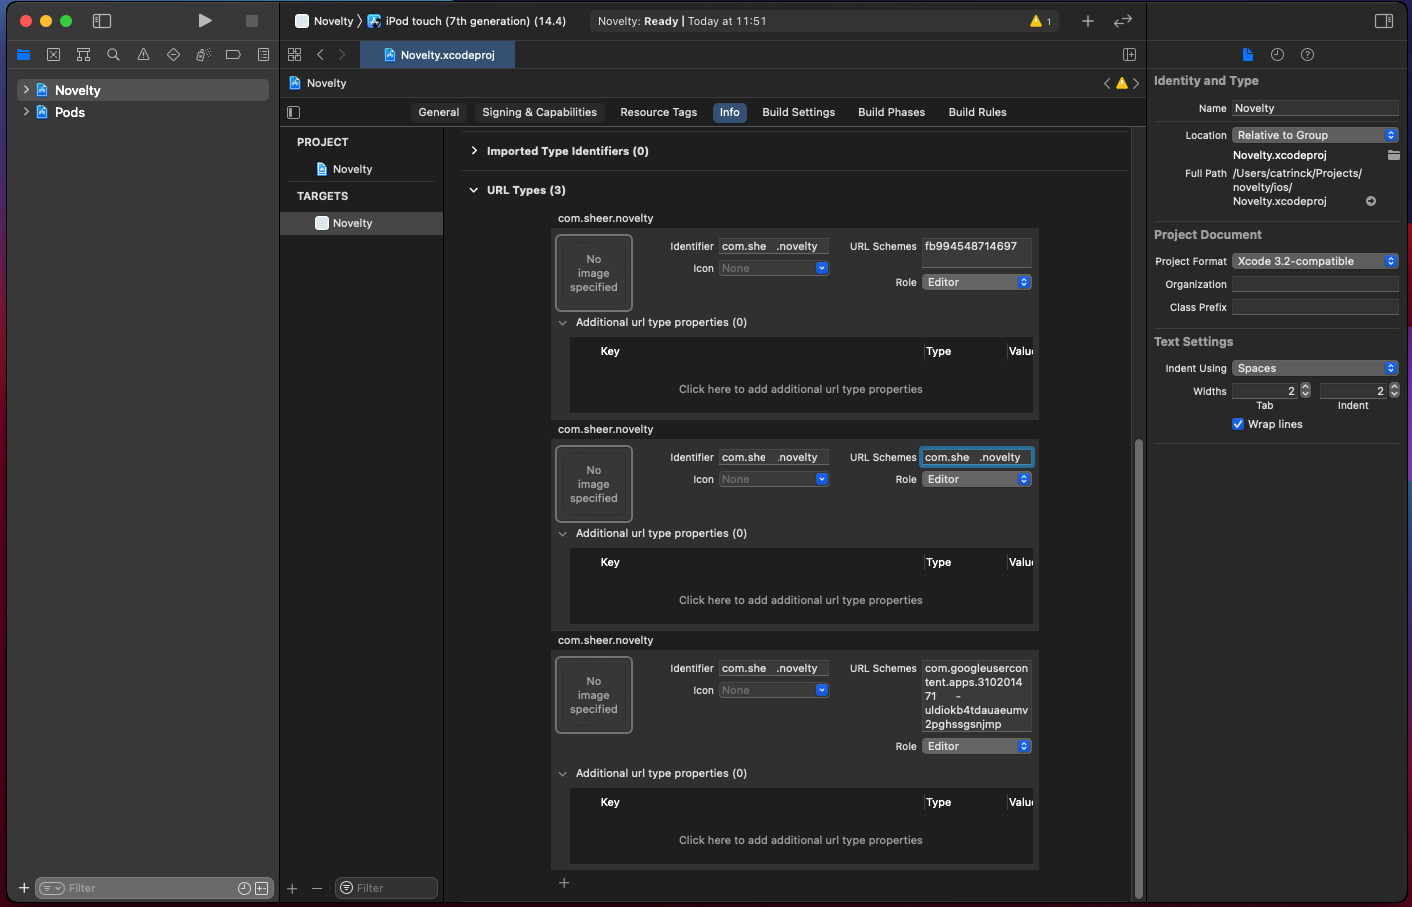 Novelty
iPod touch (7th generation) (14.4)
Novelty: Ready | Today at 11:51
1
Novelty.xcodeproj
Novelty
Pods
Filter
Novelty
General
Signing & Capabilities
Resource Tags
Info
Build Settings
Build Phases
Build Rules
PROJECT
Novelty
TARGETS
Novelty
Filter
Imported Type Identifiers (0)
URL Types (3)
com.sheer.novelty
No
image
specified
Identifier com.she .novelty
Icon None
URL Schemes fb994548714697
Role Editor
Additional url type properties (0)
Key Type Valu
Click here to add additional url type properties
com.sheer.novelty
No
image
specified
Identifier com.she .novelty
Icon None
URL Schemes com.she .novelty
Role Editor
Additional url type properties (0)
Key Type Valu
Click here to add additional url type properties
com.sheer.novelty
No
image
specified
Identifier com.she .novelty
Icon None
URL Schemes com.googleusercon
tent.apps.3102014
71 -
uldiokb4tdauaeumv
2pghssgsnjmp
Role Editor
Additional url type properties (0)
Key Type Valu
Click here to add additional url type properties
Identity and Type
Name Novelty
Location Relative to Group
Novelty.xcodeproj
Full Path /Users/catrinck/Projects/
novelty/ios/
Novelty.xcodeproj
Project Document
Project Format Xcode 3.2-compatible
Organization
Class Prefix
Text Settings
Indent Using Spaces
Widths 2 2
Tab Indent
Wrap lines